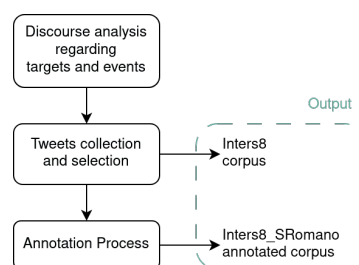 Discourse analysis
regarding
targets and events
Output
Tweets collection
and selection
Inters8
corpus
Annotation Process
Inters8_SRomano
annotated corpus